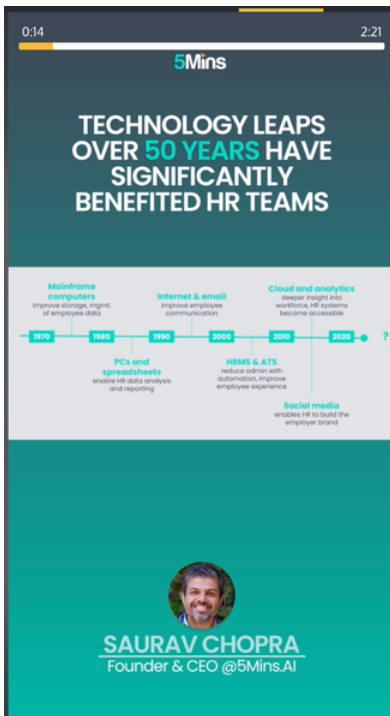 0:14
2:21
5Mins
TECHNOLOGY LEAPS
OVER 50 YEARS HAVE
SIGNIFICANTLY
BENEFITED HR TEAMS
Mainframe
computers
improve storage, mgmt.
of employee data
Internet & email
improve employee
communication
Cloud and analytics
deeper insight into
workforce, HR systems
become accessible
1970
1980
1990
2000
2010
2020
?
PCs and
spreadsheets
enable HR data analysis
and reporting
HRMS & ATS
reduce admin with
automation, improve
employee experience
Social media
enables HR to build the
employer brand
SAURAV CHOPRA
Founder & CEO @5Mins.AI